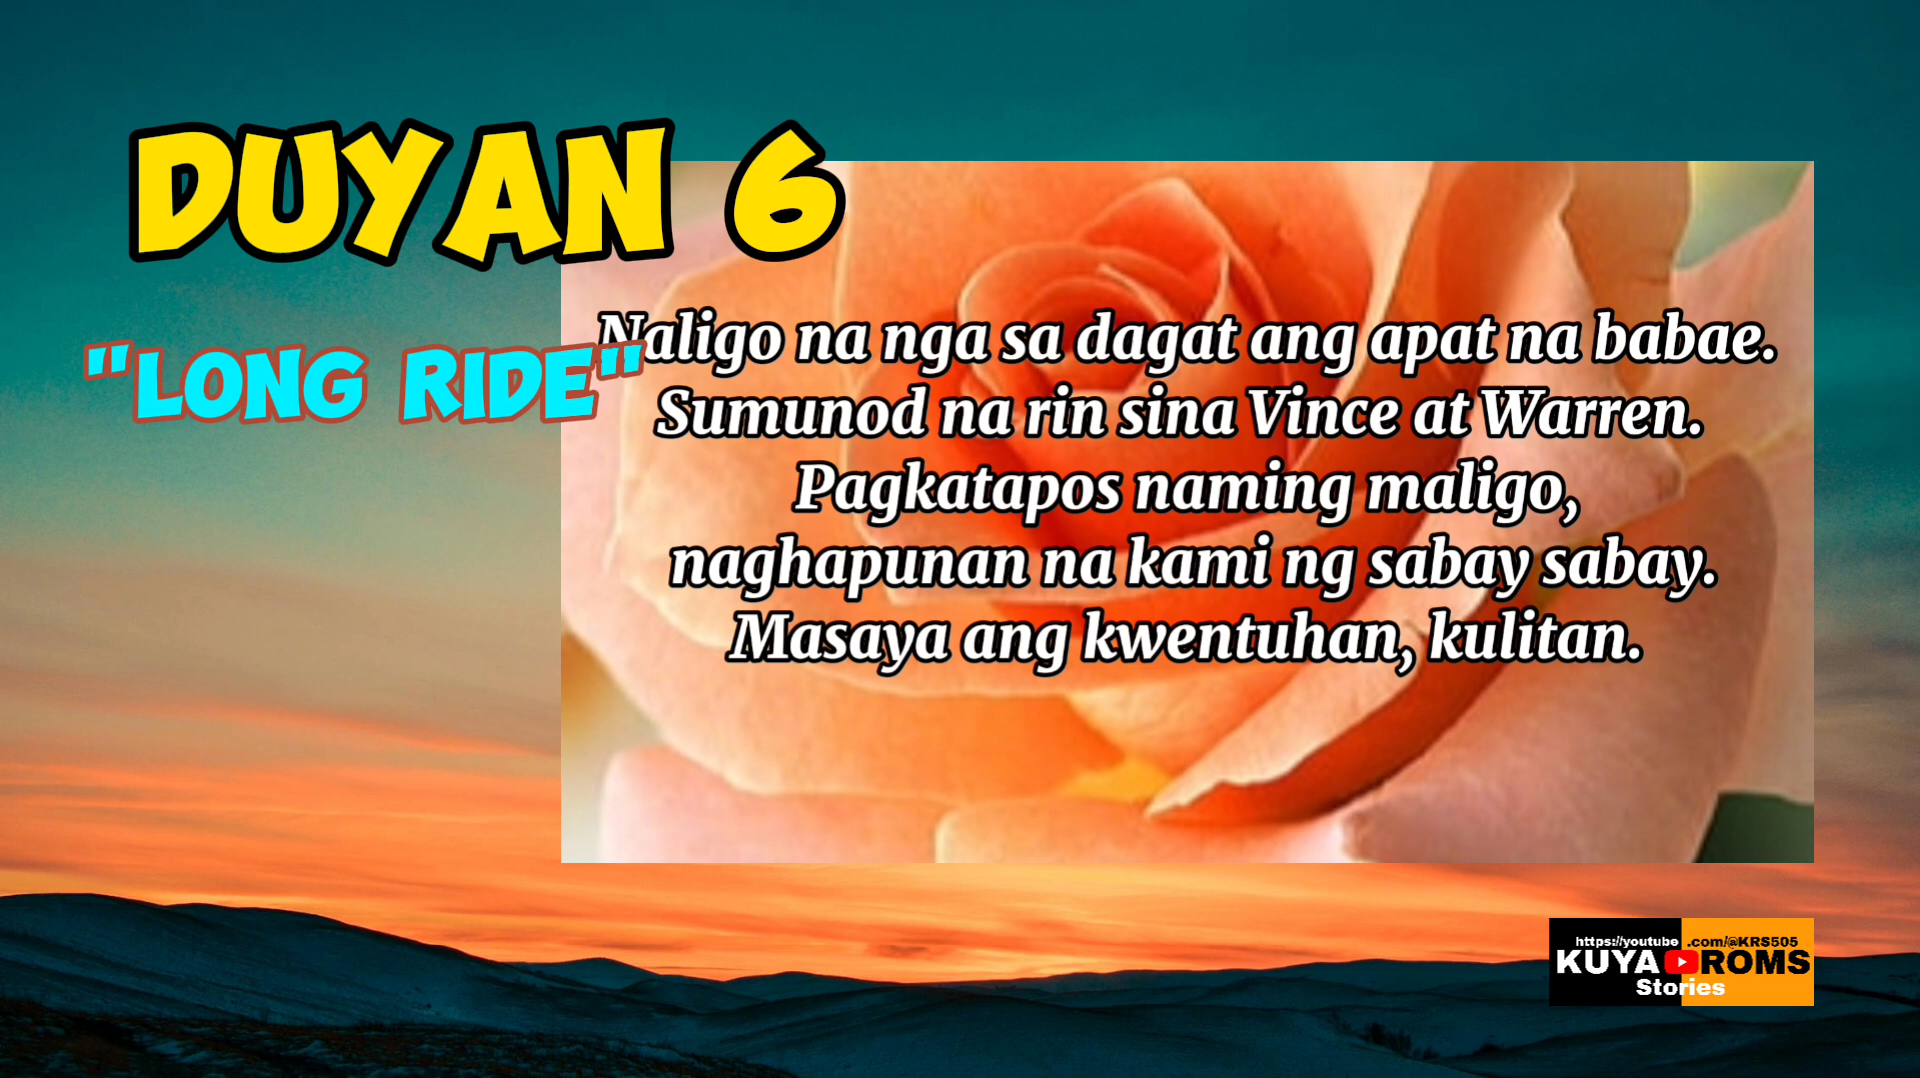 DUYAN 6
"LONG RIDE"
Naligo na nga sa dagat ang apat na babae.
Sumunod na rin sina Vince at Warren.
Pagkatapos naming maligo,
naghapunan na kami ng sabay sabay.
Masaya ang kwentuhan, kulitan.
https://youtube.com/@KRS505
KUYA ROMS
Stories